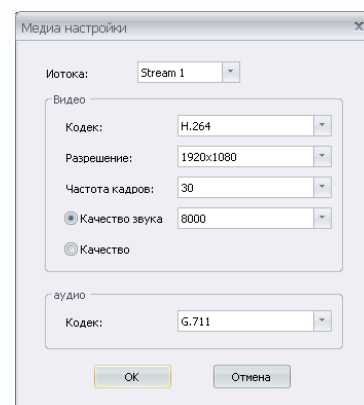 Медиа настройки
x
Иотока: Stream 1
Видео
Кодек: H.264
Разрешение: 1920x1080
Частота кадров: 30
Качество звука 8000
Качество
аудио
Кодек: G.711
OK Отмена